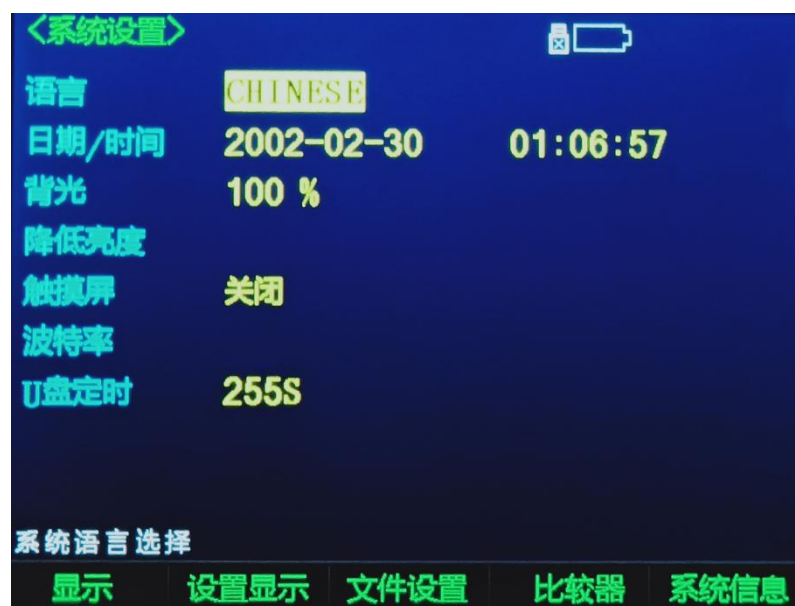 <系统设置>
语言 CHINESE
日期/时间 2002-02-30 01:06:57
背光 100 %
降低亮度
触摸屏 关闭
波特率
U盘定时 255S
系统语言选择
显示 设置显示 文件设置 比较器 系统信息